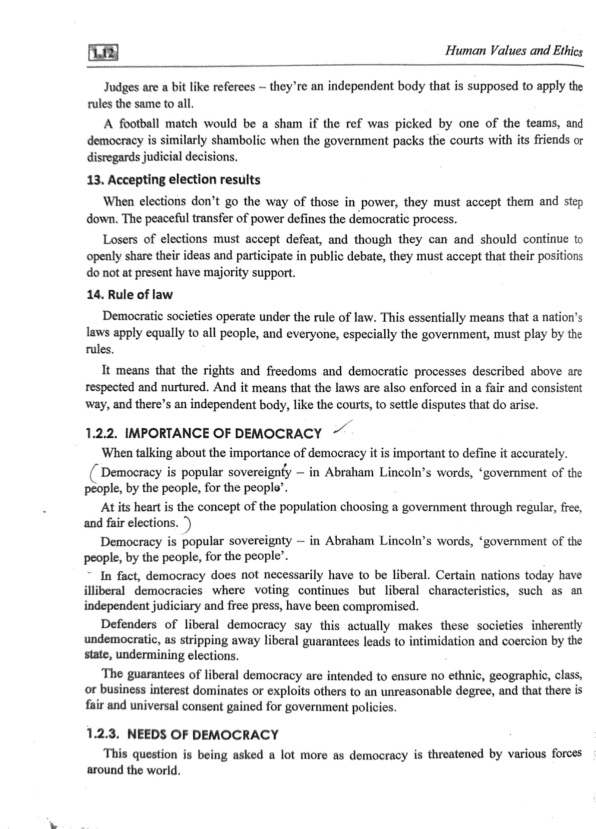 1.12
Human Values and Ethics
Judges are a bit like referees – they're an independent body that is supposed to apply the
rules the same to all.
A football match would be a sham if the ref was picked by one of the teams, and
democracy is similarly shambolic when the government packs the courts with its friends or
disregards judicial decisions.
13. Accepting election results
When elections don't go the way of those in power, they must accept them and step
down. The peaceful transfer of power defines the democratic process.
Losers of elections must accept defeat, and though they can and should continue to
openly share their ideas and participate in public debate, they must accept that their positions
do not at present have majority support.
14. Rule of law
Democratic societies operate under the rule of law. This essentially means that a nation's
laws apply equally to all people, and everyone, especially the government, must play by the
rules.
It means that the rights and freedoms and democratic processes described above are
respected and nurtured. And it means that the laws are also enforced in a fair and consistent
way, and there's an independent body, like the courts, to settle disputes that do arise.
1.2.2. IMPORTANCE OF DEMOCRACY
When talking about the importance of democracy it is important to define it accurately.
Democracy is popular sovereignty – in Abraham Lincoln's words, 'government of the
people, by the people, for the people'.
At its heart is the concept of the population choosing a government through regular, free,
and fair elections.
Democracy is popular sovereignty – in Abraham Lincoln's words, 'government of the
people, by the people, for the people'.
In fact, democracy does not necessarily have to be liberal. Certain nations today have
illiberal democracies where voting continues but liberal characteristics, such as an
independent judiciary and free press, have been compromised.
Defenders of liberal democracy say this actually makes these societies inherently
undemocratic, as stripping away liberal guarantees leads to intimidation and coercion by the
state, undermining elections.
The guarantees of liberal democracy are intended to ensure no ethnic, geographic, class,
or business interest dominates or exploits others to an unreasonable degree, and that there is
fair and universal consent gained for government policies.
1.2.3. NEEDS OF DEMOCRACY
This question is being asked a lot more as democracy is threatened by various forces
around the world.